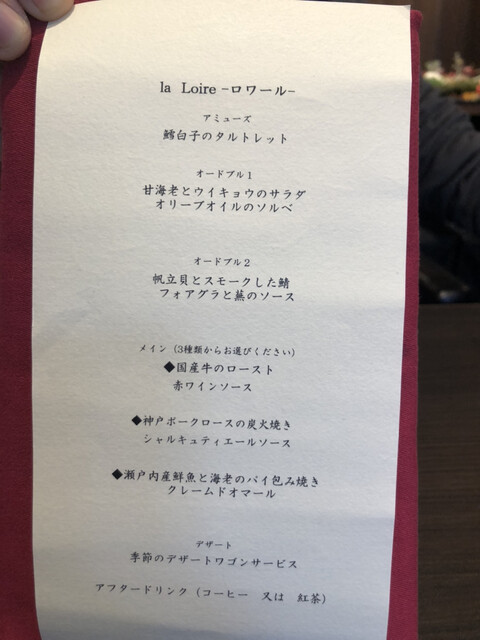 la Loire -ロワール-
アミューズ
鱈白子のタルトレット
オードブル1
甘海老とウイキョウのサラダ
オリーブオイルのソルベ
オードブル2
帆立貝とスモークした鯖
フォアグラと蕪のソース
メイン（3種類からお選びください）
◆国産牛のロースト
赤ワインソース
◆神戸ポークロースの炭火焼き
シャルキュティエールソース
◆瀬戸内産鮮魚と海老のパイ包み焼き
クレームドオマール
デザート
季節のデザートワゴンサービス
アフタードリンク（コーヒー　又は　紅茶）